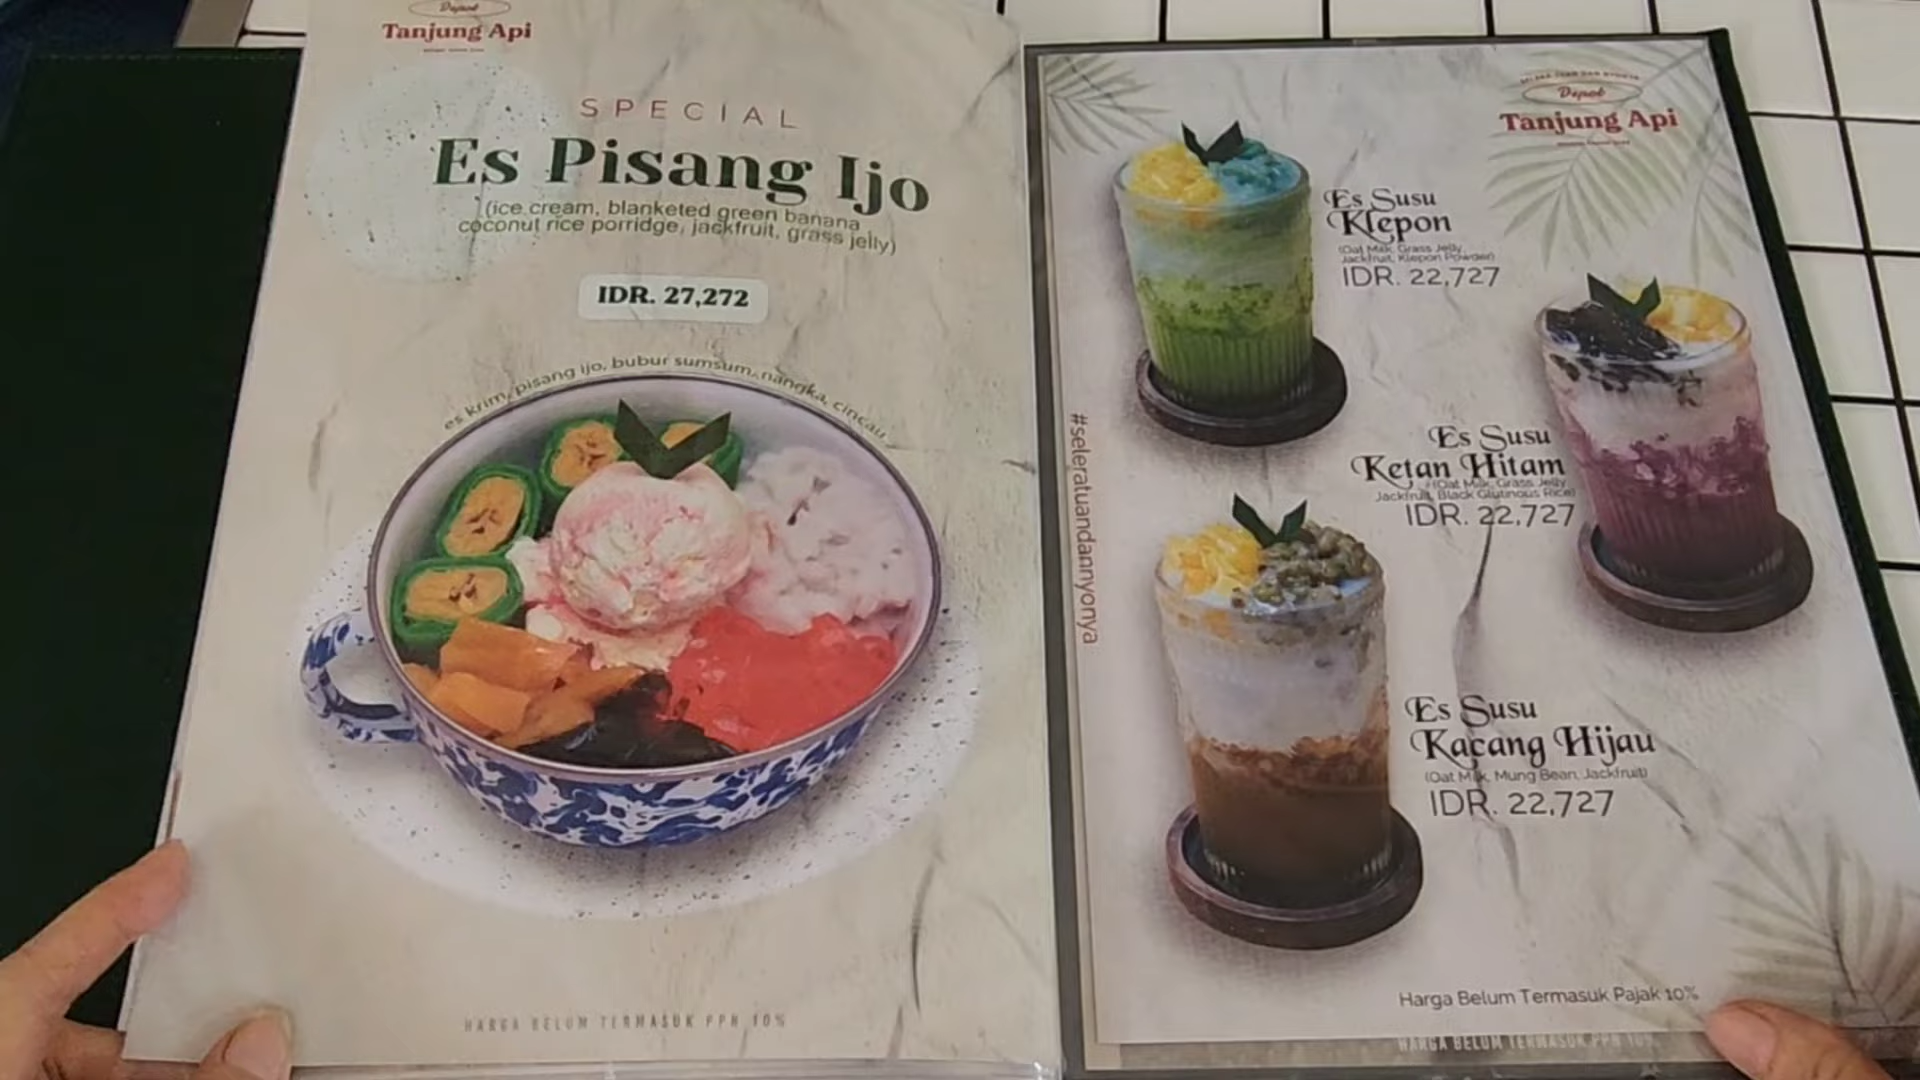 Depot
Tanjung Api
SPECIAL
Es Pisang Ijo
(ice cream, blanketed green banana
coconut rice porridge, jackfruit, grass jelly)
IDR. 27,272
es krim, pisang ijo, bubur sumsum, nangka, cincau
HARGA BELUM TERMASUK PPN 10%
Depot
Tanjung Api
Es Susu
Klepon
(Oat Milk, Grass Jelly,
Jackfruit, Klepon Powder)
IDR. 22,727
Es Susu
Ketan Hitam
(Oat Milk, Grass Jelly
Jackfruit, Black Glutinous Rice)
IDR. 22,727
#seleratuandannyonya
Es Susu
Kacang Hijau
(Oat Milk, Mung Bean, Jackfruit)
IDR. 22,727
Harga Belum Termasuk Pajak 10%
HARGA BELUM TERMASUK PPN 10%